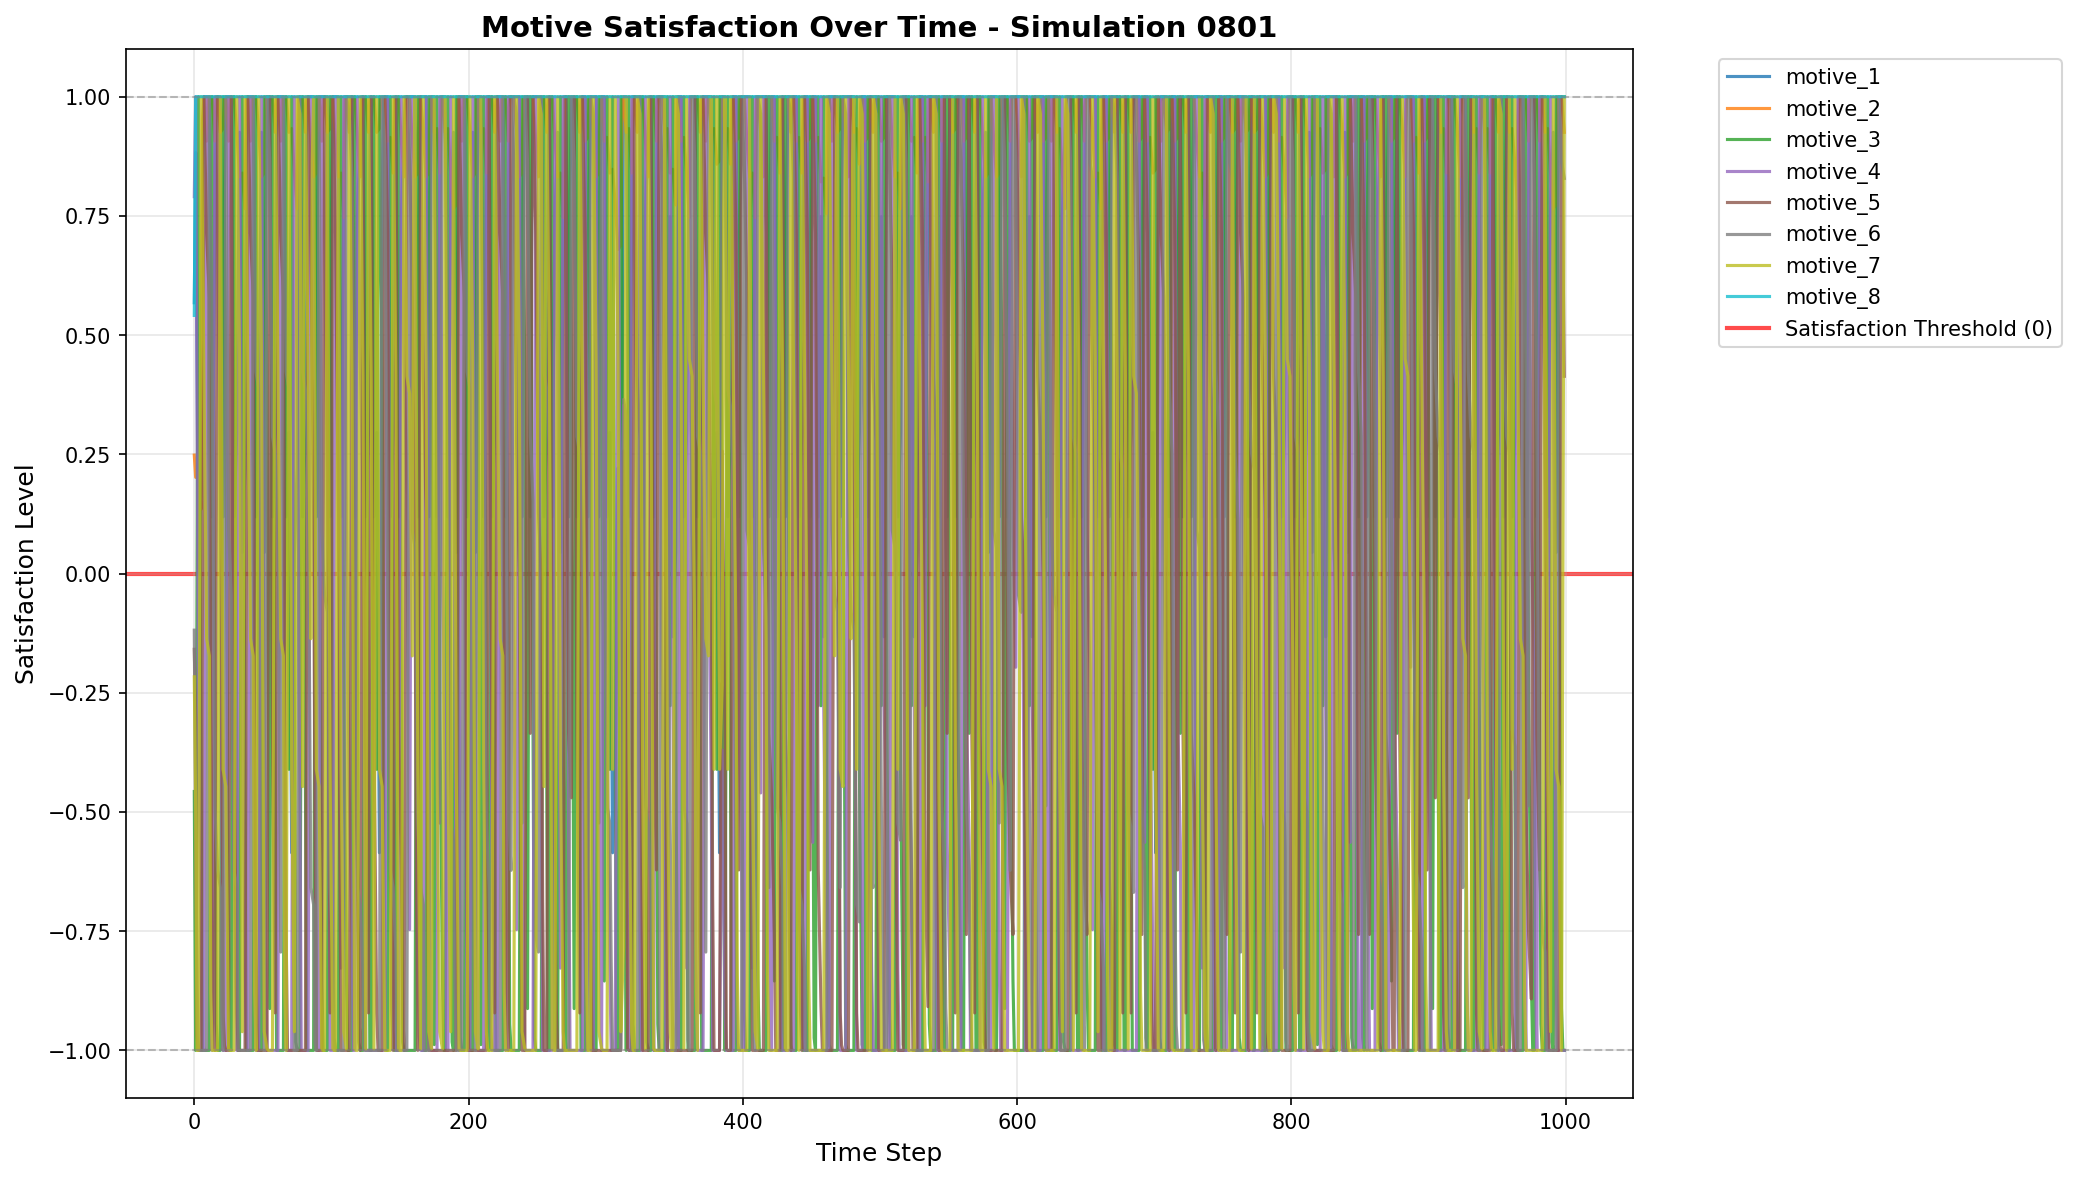 Motive Satisfaction Over Time - Simulation 0801
1.00
0.75
0.50
0.25
0.00
−0.25
−0.50
−0.75
−1.00
Satisfaction Level
0
200
400
600
800
1000
Time Step
motive_1
motive_2
motive_3
motive_4
motive_5
motive_6
motive_7
motive_8
Satisfaction Threshold (0)